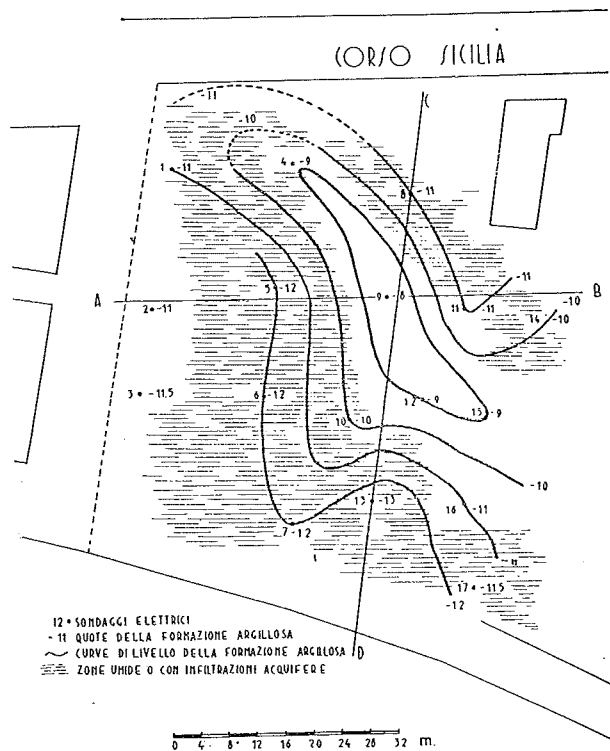 CORSO SICILIA
-11
-10
C
1 -11
4 -9
8 -11
-11
A
2 -11
5 -12
9 -8
11 -11
14 -10
-10
B
3 -11.5
6 -12
10 -10
12 -9
15 -9
-10
7 -12
13 -13
16 -11
-11
17 -11.5
-12
D
12 • SONDAGGI ELETTRICI
-11 QUOTE DELLA FORMAZIONE ARGILLOSA
CURVE DI LIVELLO DELLA FORMAZIONE ARGILLOSA
ZONE UMIDE O CON INFILTRAZIONI ACQUIFERE
0 4 8 12 16 20 24 28 32 m.